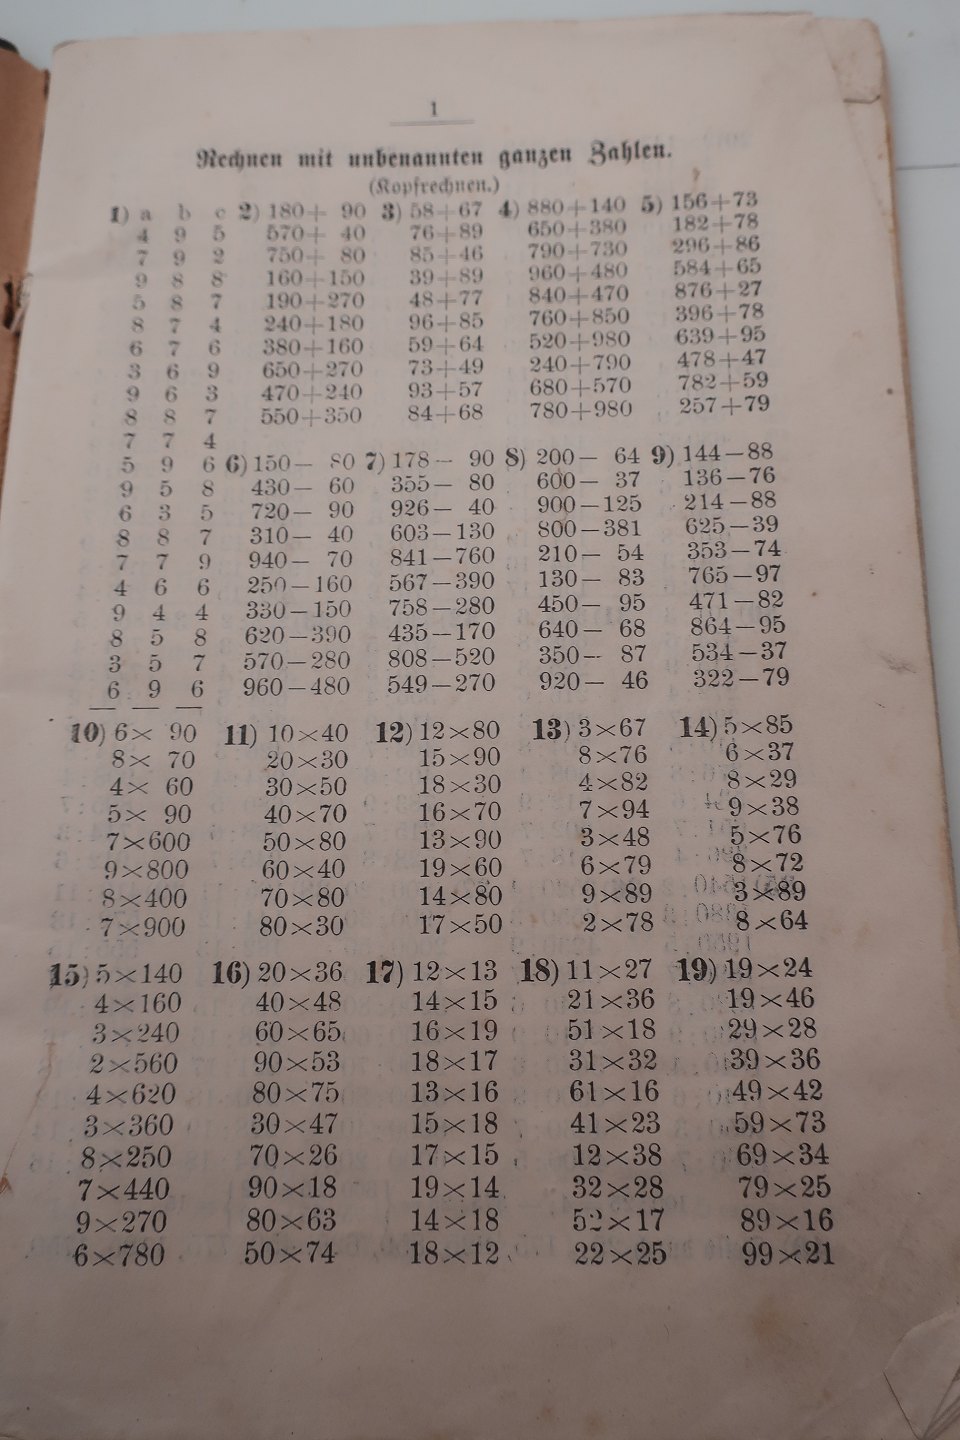 1
Rechnen mit unbenannten ganzen Zahlen.
(Kopfrechnen.)
1) a b c 2) 180+ 90 3) 58+67 4) 880+140 5) 156+73
4 9 5 570+ 40 76+89 650+380 182+78
7 9 2 750+ 80 85+46 790+730 296+86
9 8 8 160+150 39+89 960+480 584+65
5 8 7 190+270 48+77 840+470 876+27
8 7 4 240+180 96+85 760+850 396+78
6 7 6 380+160 59+64 520+980 639+95
3 6 9 650+270 73+49 240+790 478+47
9 6 3 470+240 93+57 680+570 782+59
8 8 7 550+350 84+68 780+980 257+79
7 7 4
5 9 6 6) 150− 80 7) 178− 90 8) 200− 64 9) 144−88
9 5 8 430− 60 355− 80 600− 37 136−76
6 3 5 720− 90 926− 40 900−125 214−88
8 8 7 310− 40 603−130 800−381 625−39
7 7 9 940− 70 841−760 210− 54 353−74
4 6 6 250−160 567−390 130− 83 765−97
9 4 4 330−150 758−280 450− 95 471−82
8 5 8 620−390 435−170 640− 68 864−95
3 5 7 570−280 808−520 350− 87 534−37
6 9 6 960−480 549−270 920− 46 322−79
10) 6× 90 11) 10×40 12) 12×80 13) 3×67 14) 5×85
8× 70 20×30 15×90 8×76 6×37
4× 60 30×50 18×30 4×82 8×29
5× 90 40×70 16×70 7×94 9×38
7×600 50×80 13×90 3×48 5×76
9×800 60×40 19×60 6×79 8×72
8×400 70×80 14×80 9×89 3×89
7×900 80×30 17×50 2×78 8×64
15) 5×140 16) 20×36 17) 12×13 18) 11×27 19) 19×24
4×160 40×48 14×15 21×36 19×46
3×240 60×65 16×19 51×18 29×28
2×560 90×53 18×17 31×32 39×36
4×620 80×75 13×16 61×16 49×42
3×360 30×47 15×18 41×23 59×73
8×250 70×26 17×15 12×38 69×34
7×440 90×18 19×14 32×28 79×25
9×270 80×63 14×18 52×17 89×16
6×780 50×74 18×12 22×25 99×21